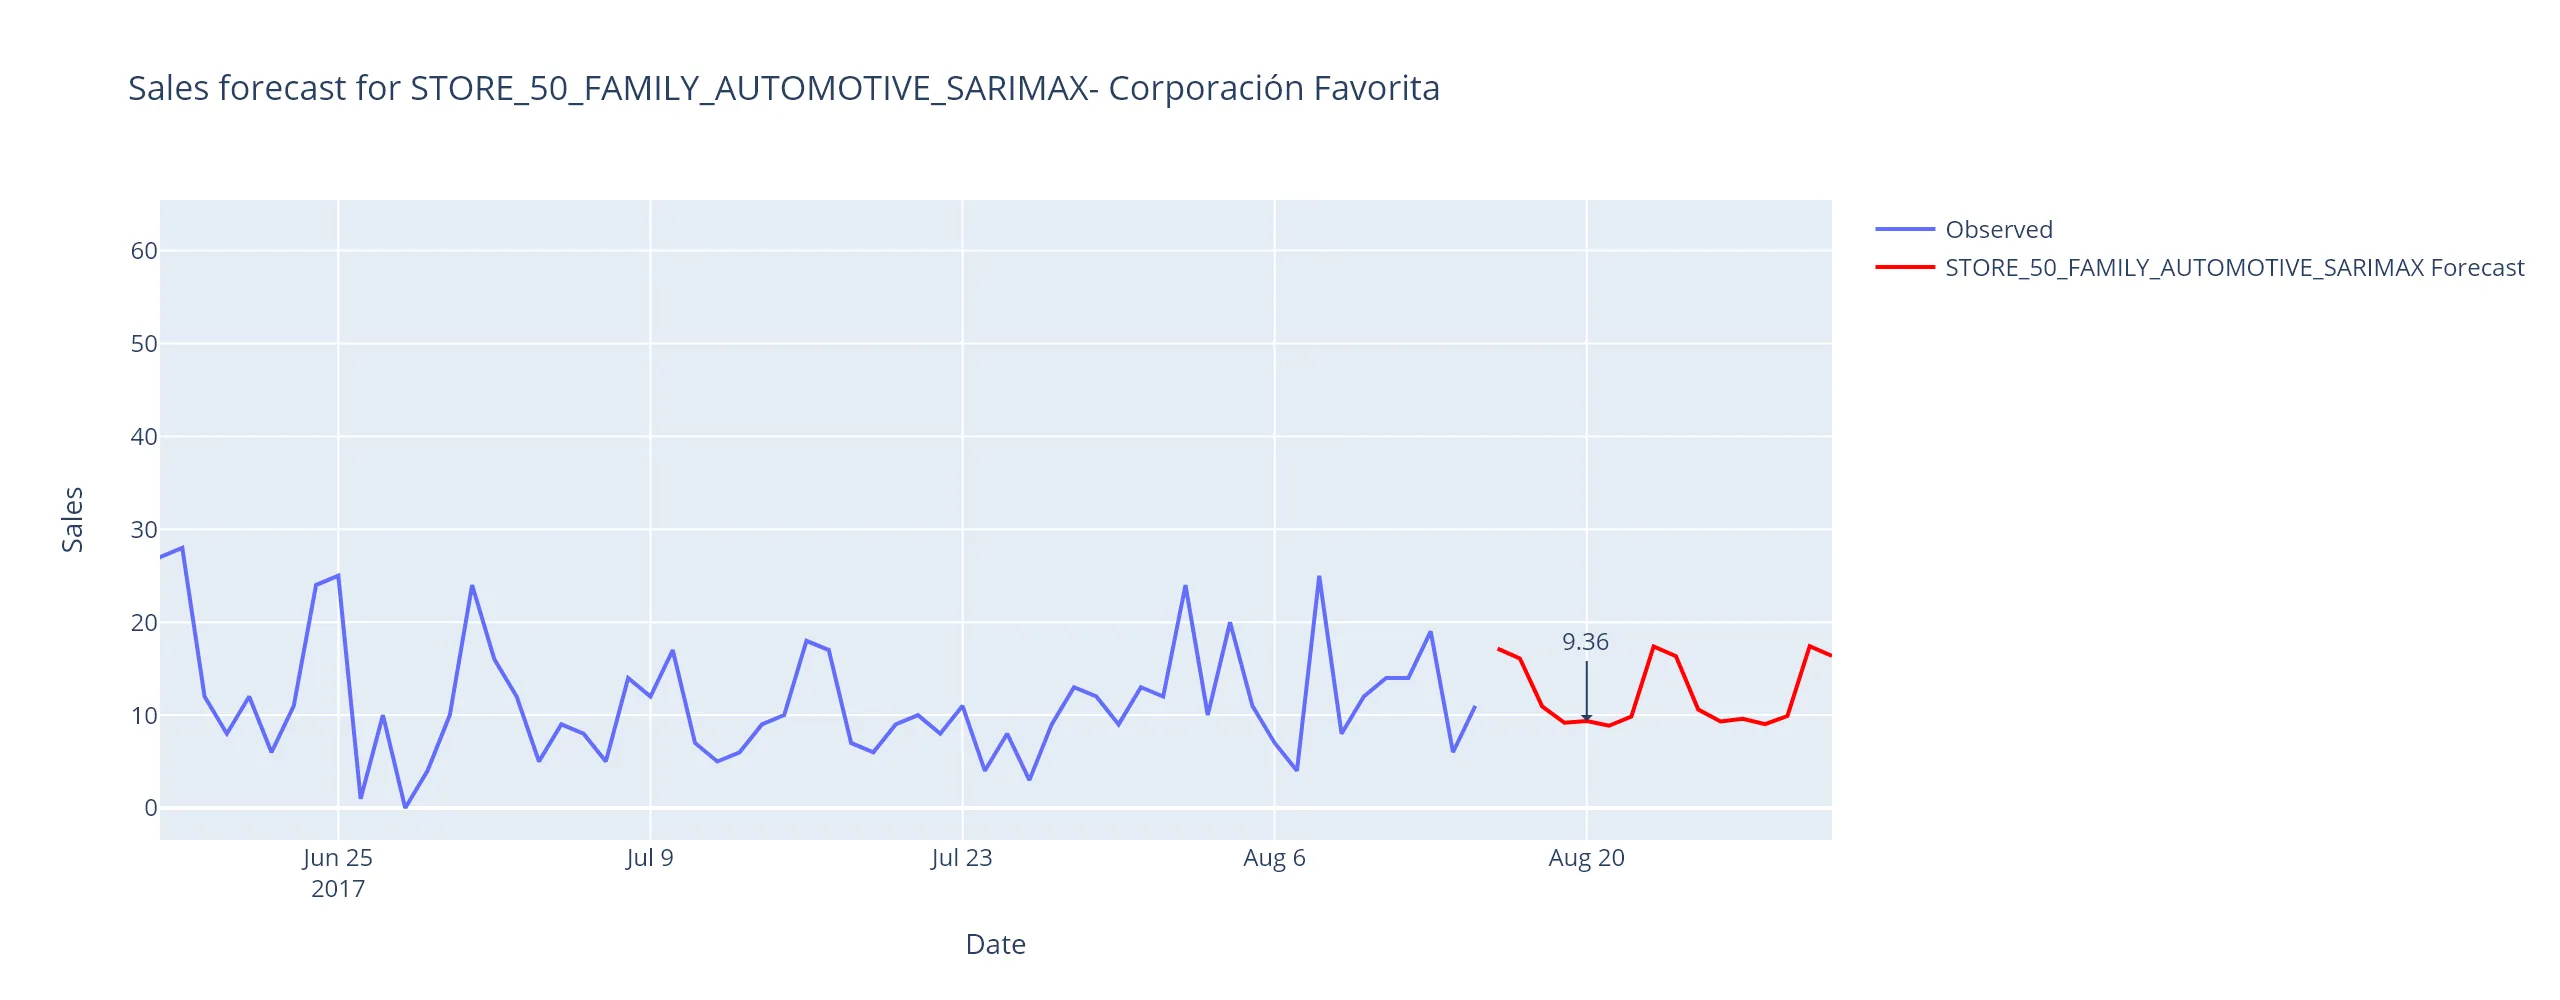 Sales forecast for STORE_50_FAMILY_AUTOMOTIVE_SARIMAX- Corporación Favorita
Observed
STORE_50_FAMILY_AUTOMOTIVE_SARIMAX Forecast
60
50
40
30
20
10
0
Sales
9.36
Jun 25
2017
Jul 9
Jul 23
Aug 6
Aug 20
Date